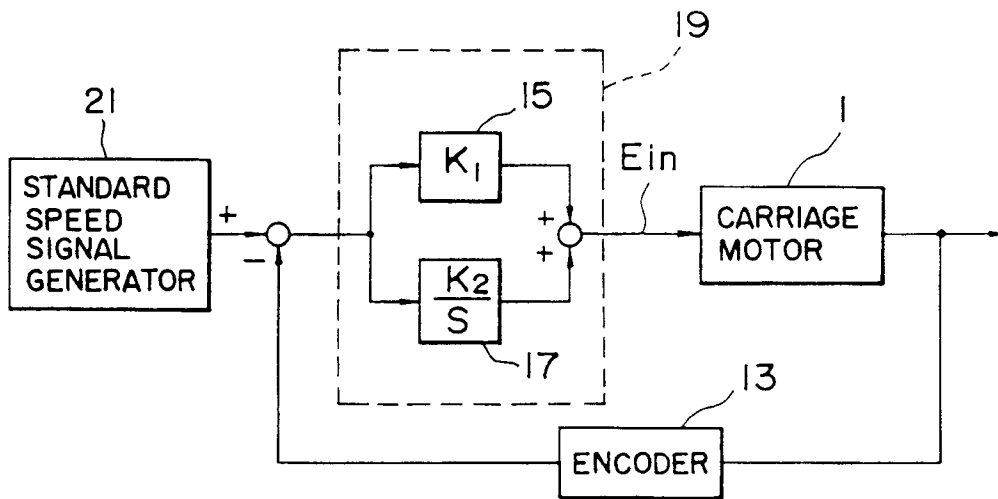 19
21
15
1
K1
Ein
STANDARD
SPEED
SIGNAL
GENERATOR
+
−
+
+
CARRIAGE
MOTOR
K2
S
17
13
ENCODER